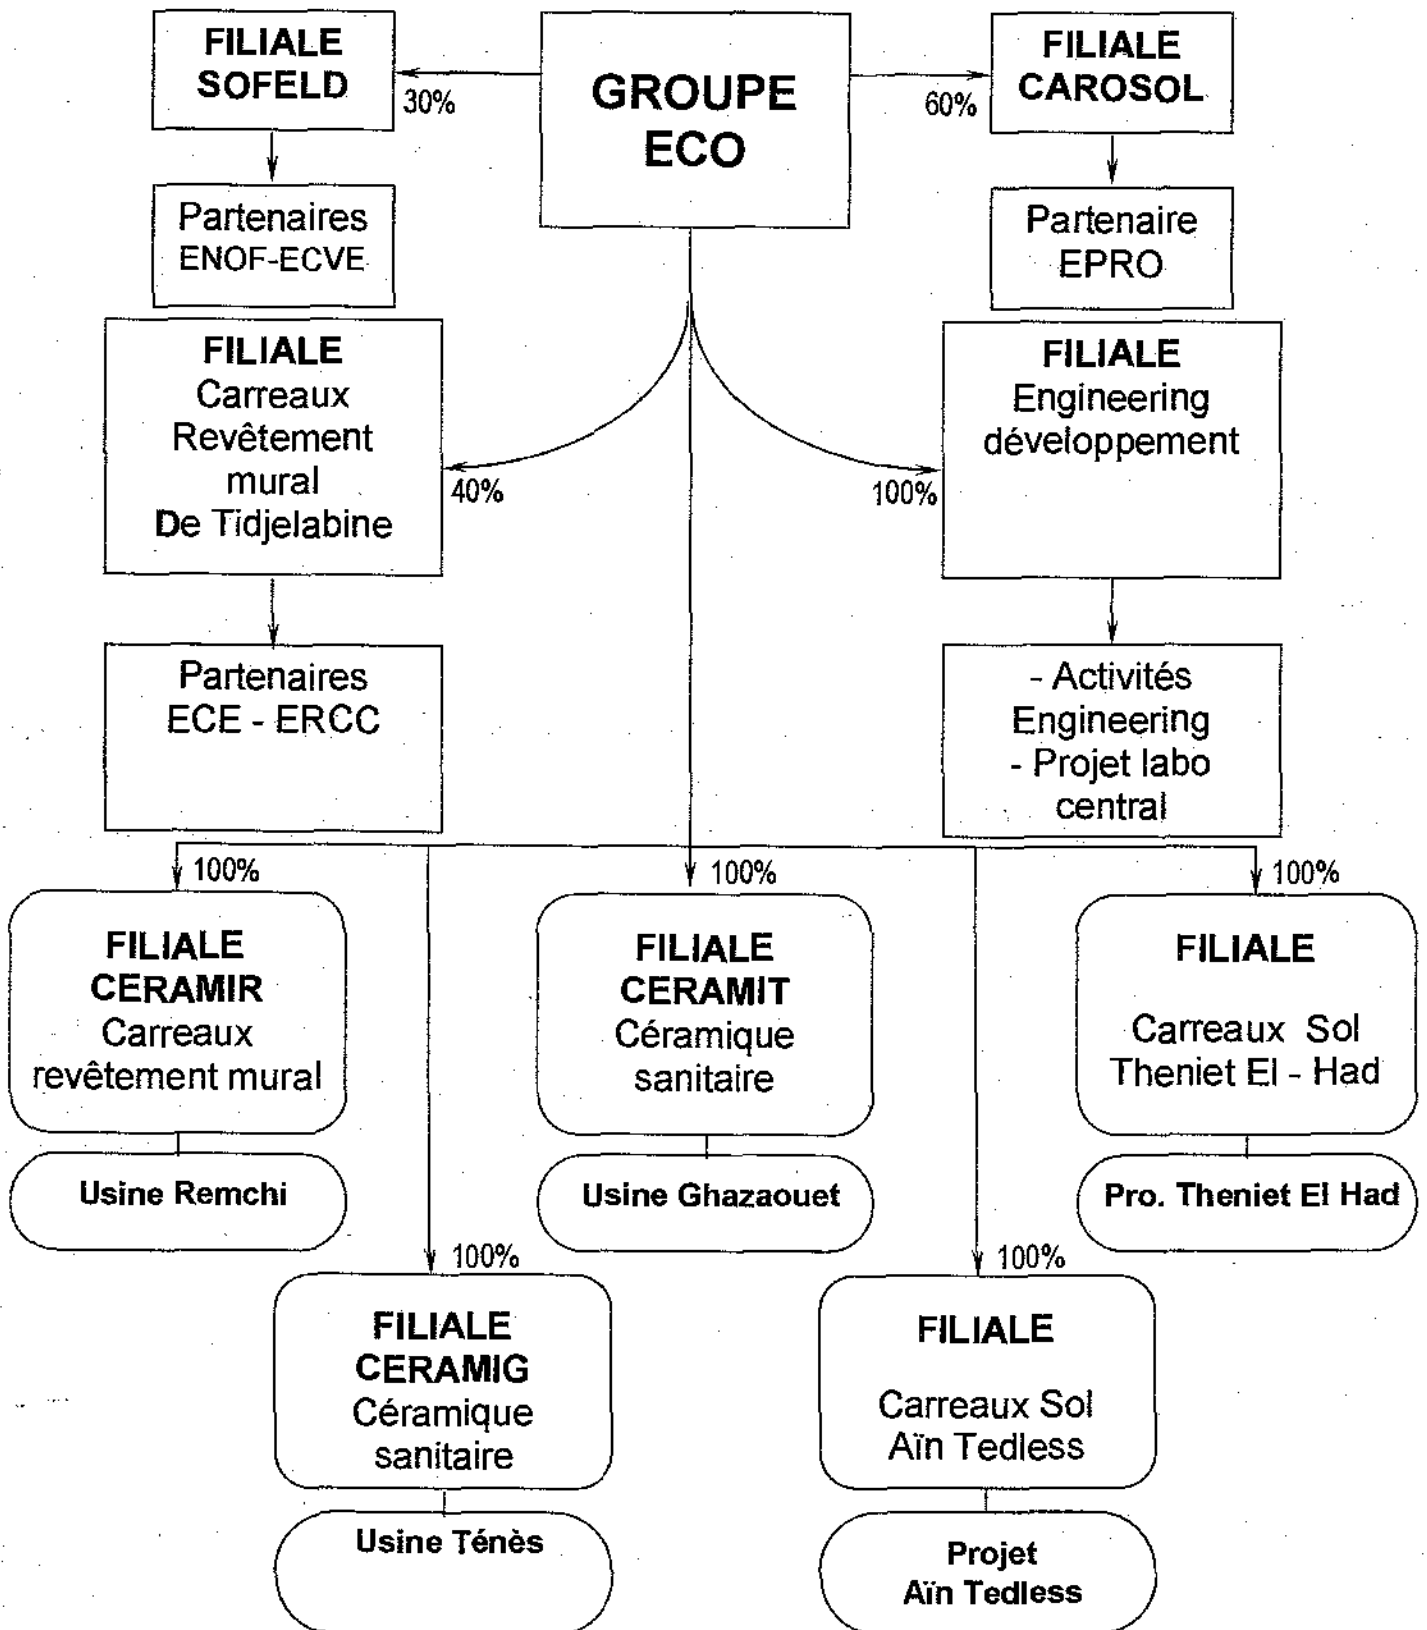 FILIALE
SOFELD
30%
GROUPE
ECO
60%
FILIALE
CAROSOL
Partenaires
ENOF-ECVE
Partenaire
EPRO
FILIALE
Carreaux
Revêtement
mural
De Tidjelabine
40%
100%
FILIALE
Engineering
développement
Partenaires
ECE - ERCC
- Activités
Engineering
- Projet labo
central
100%
100%
100%
FILIALE
CERAMIR
Carreaux
revêtement mural
FILIALE
CERAMIT
Céramique
sanitaire
FILIALE
Carreaux Sol
Theniet El - Had
Usine Remchi
Usine Ghazaouet
Pro. Theniet El Had
100%
100%
FILIALE
CERAMIG
Céramique
sanitaire
FILIALE
Carreaux Sol
Aïn Tedless
Usine Ténès
Projet
Aïn Tedless